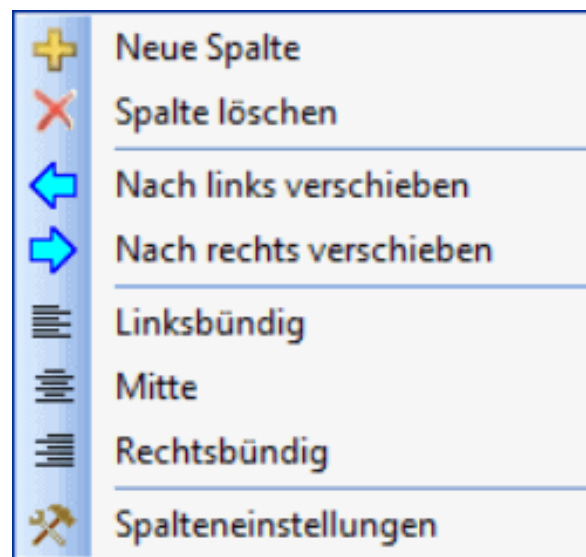 Neue Spalte
Spalte löschen
Nach links verschieben
Nach rechts verschieben
Linksbündig
Mitte
Rechtsbündig
Spalteneinstellungen